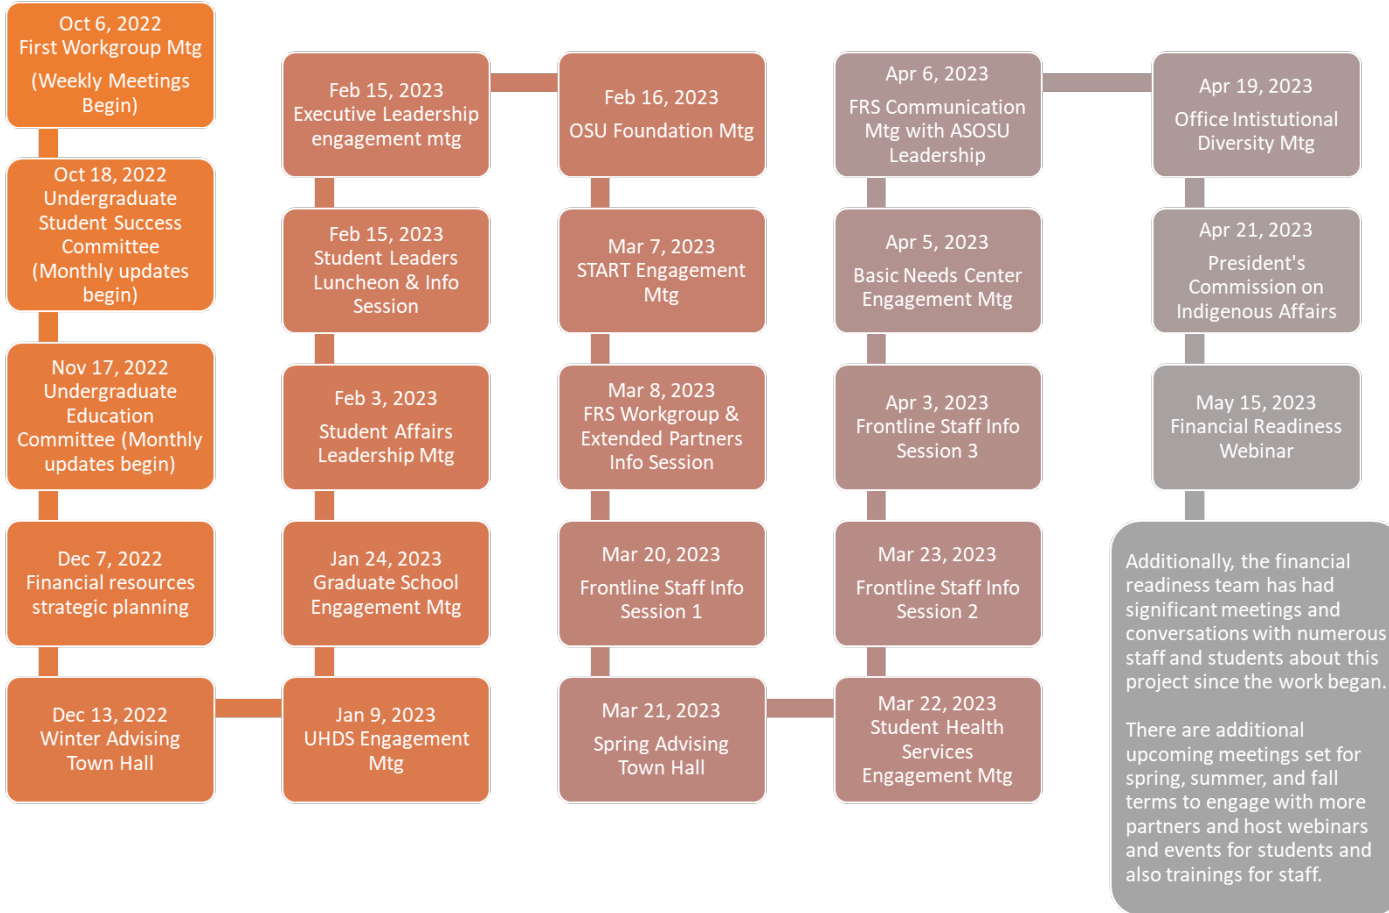 Oct 6, 2022
First Workgroup Mtg
(Weekly Meetings
Begin)
Oct 18, 2022
Undergraduate
Student Success
Committee
(Monthly updates
begin)
Nov 17, 2022
Undergraduate
Education
Committee (Monthly
updates begin)
Dec 7, 2022
Financial resources
strategic planning
Dec 13, 2022
Winter Advising
Town Hall
Jan 9, 2023
UHDS Engagement
Mtg
Jan 24, 2023
Graduate School
Engagement Mtg
Feb 3, 2023
Student Affairs
Leadership Mtg
Feb 15, 2023
Student Leaders
Luncheon & Info
Session
Feb 15, 2023
Executive Leadership
engagement mtg
Feb 16, 2023
OSU Foundation Mtg
Mar 7, 2023
START Engagement
Mtg
Mar 8, 2023
FRS Workgroup &
Extended Partners
Info Session
Mar 20, 2023
Frontline Staff Info
Session 1
Mar 21, 2023
Spring Advising
Town Hall
Mar 22, 2023
Student Health
Services
Engagement Mtg
Mar 23, 2023
Frontline Staff Info
Session 2
Apr 3, 2023
Frontline Staff Info
Session 3
Apr 5, 2023
Basic Needs Center
Engagement Mtg
Apr 6, 2023
FRS Communication
Mtg with ASOSU
Leadership
Apr 19, 2023
Office Intistutional
Diversity Mtg
Apr 21, 2023
President's
Commission on
Indigenous Affairs
May 15, 2023
Financial Readiness
Webinar
Additionally, the financial
readiness team has had
significant meetings and
conversations with numerous
staff and students about this
project since the work began.
There are additional
upcoming meetings set for
spring, summer, and fall
terms to engage with more
partners and host webinars
and events for students and
also trainings for staff.